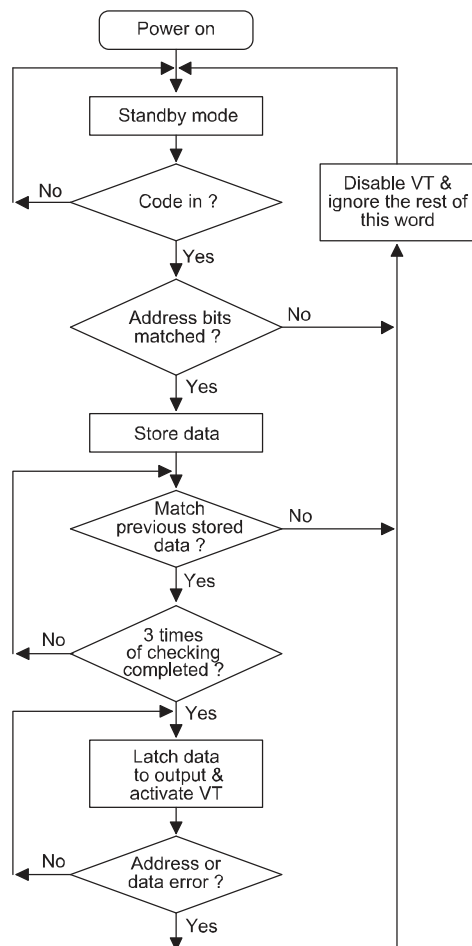 Power on
Standby mode
No
Code in ?
Disable VT &
ignore the rest of
this word
Yes
Address bits
matched ?
No
Yes
Store data
Match
previous stored
data ?
No
Yes
No
3 times
of checking
completed ?
Yes
Latch data
to output &
activate VT
No
Address or
data error ?
Yes